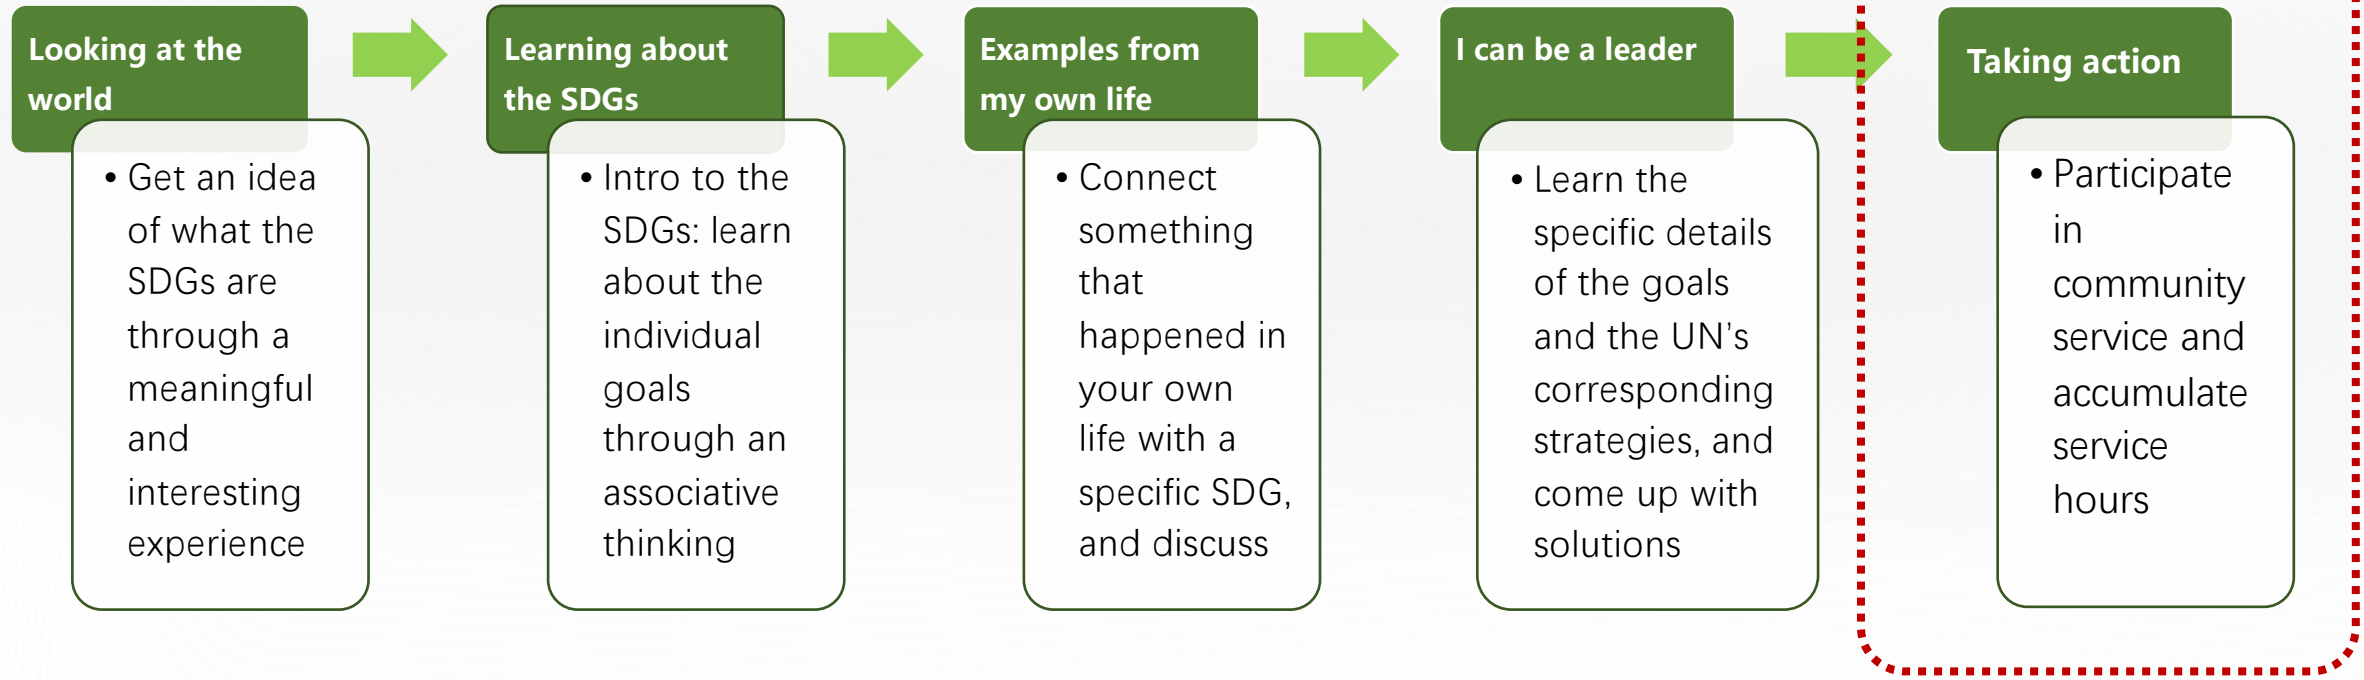 Looking at the
world
• Get an idea
of what the
SDGs are
through a
meaningful
and
interesting
experience
Learning about
the SDGs
• Intro to the
SDGs: learn
about the
individual
goals
through an
associative
thinking
Examples from
my own life
• Connect
something
that
happened in
your own
life with a
specific SDG,
and discuss
I can be a leader
• Learn the
specific details
of the goals
and the UN’s
corresponding
strategies, and
come up with
solutions
Taking action
• Participate
in
community
service and
accumulate
service
hours